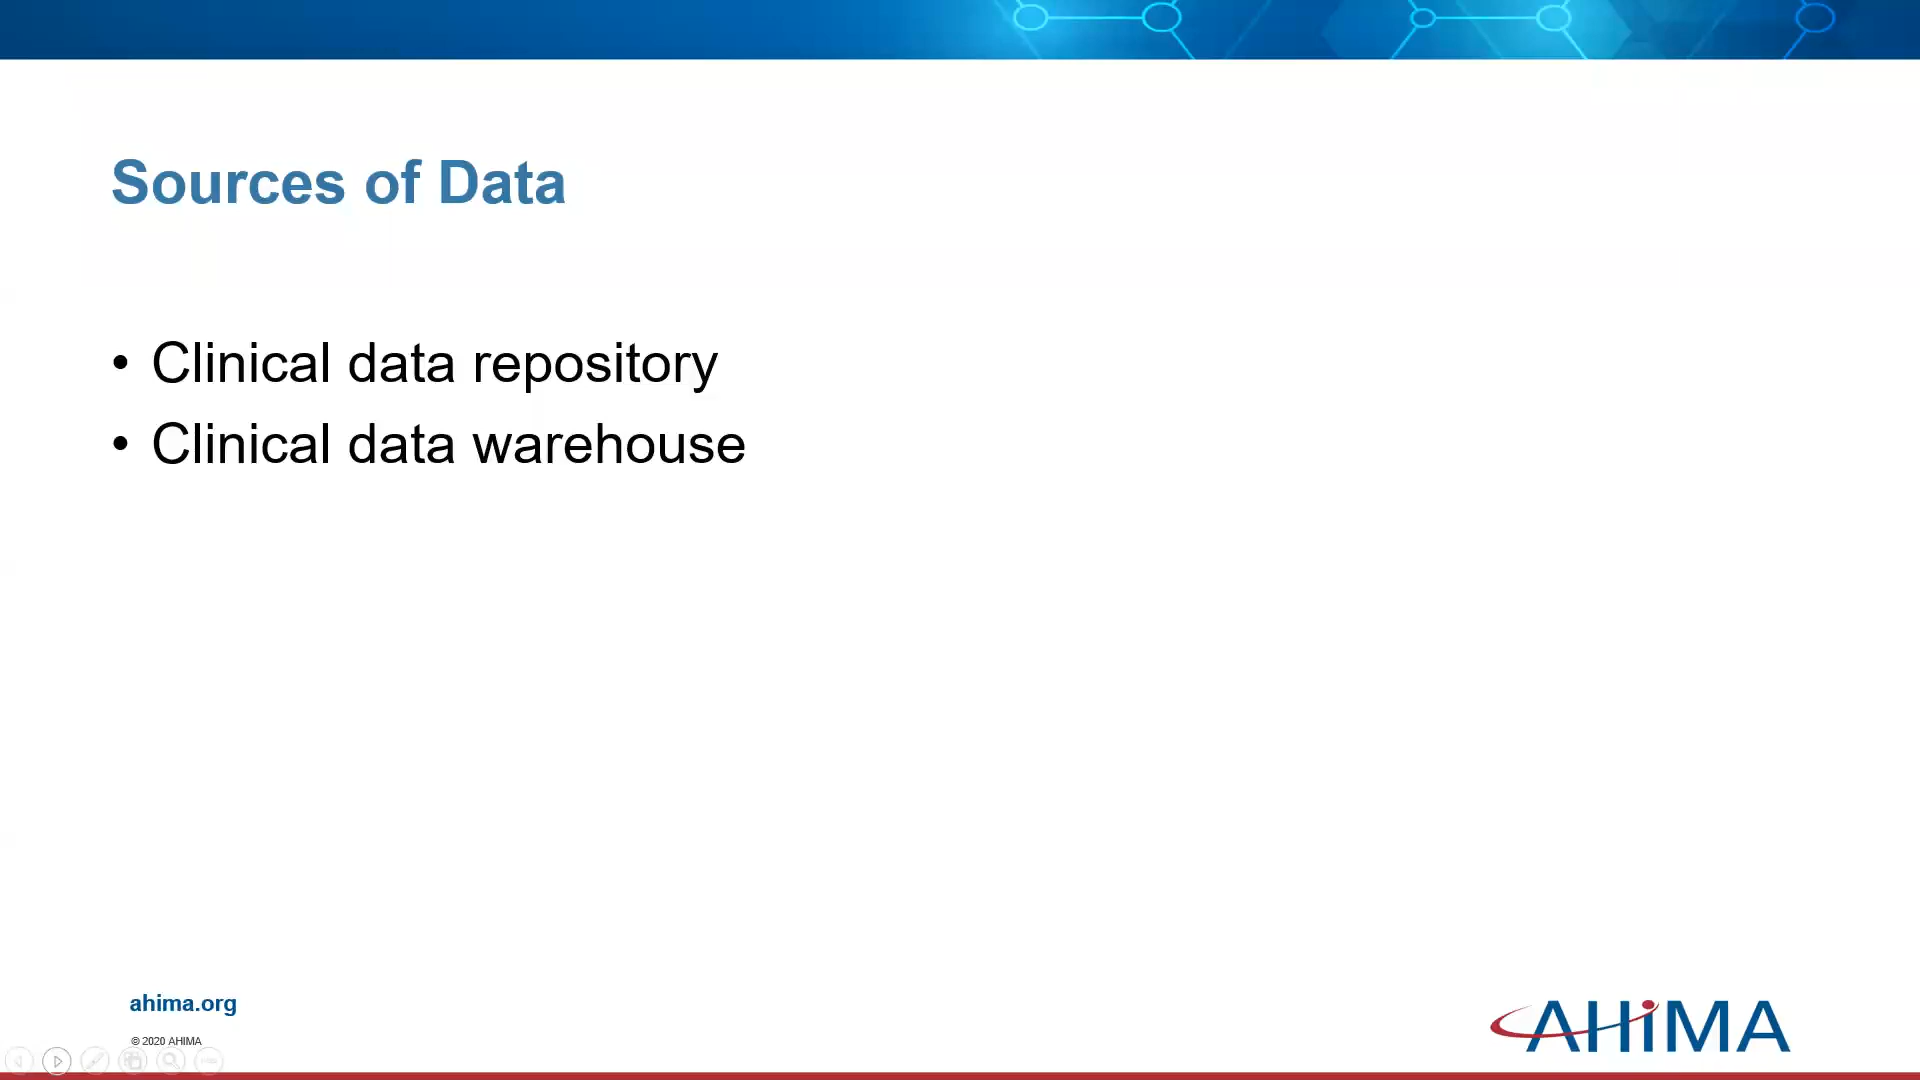 Sources of Data
• Clinical data repository
• Clinical data warehouse
ahima.org
© 2020 AHIMA
AHiMA